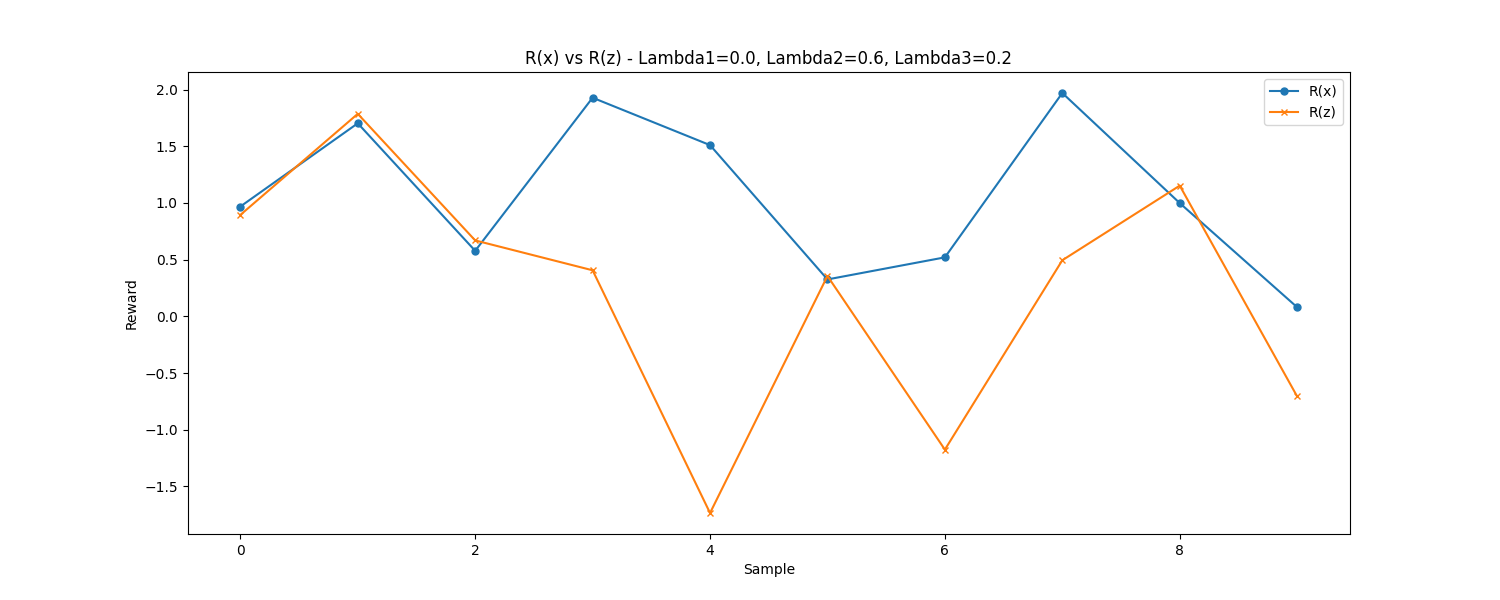 R(x) vs R(z) - Lambda1=0.0, Lambda2=0.6, Lambda3=0.2
R(x)
R(z)
2.0
1.5
1.0
0.5
0.0
−0.5
−1.0
−1.5
Reward
0 2 4 6 8
Sample